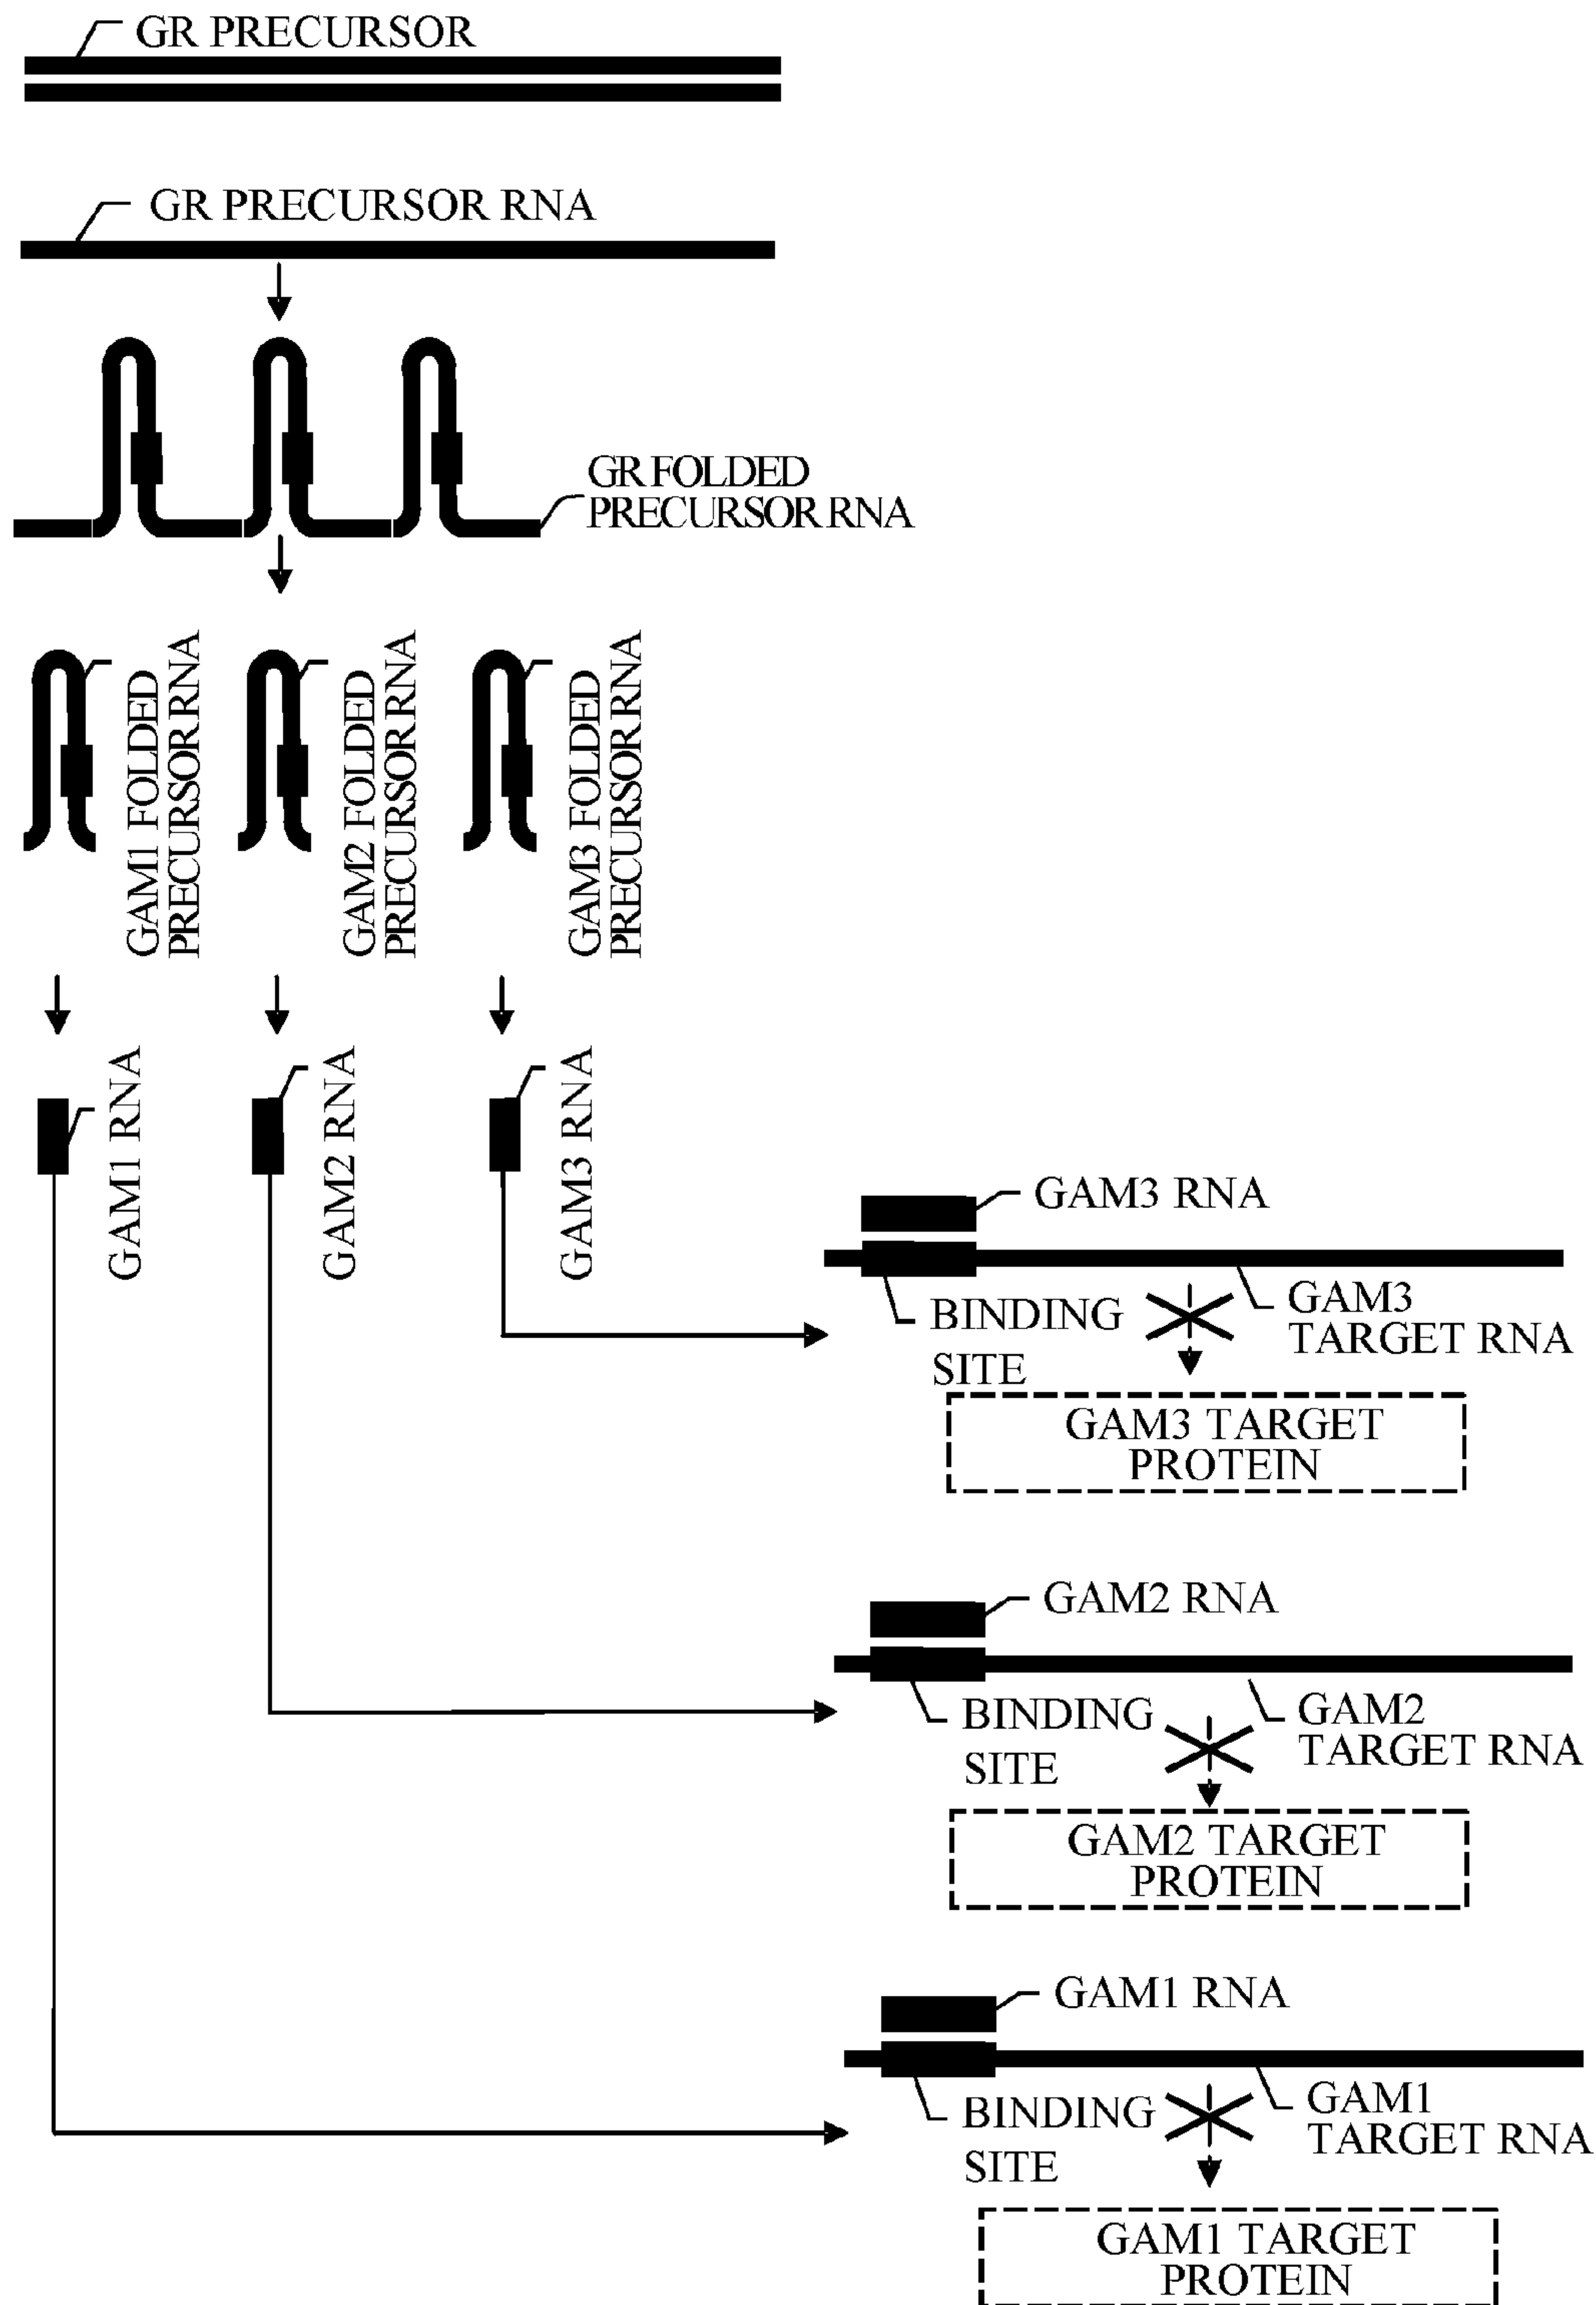 GR PRECURSOR
GR PRECURSOR RNA
GR FOLDED
PRECURSOR RNA
GAM1 FOLDED
PRECURSOR RNA
GAM2 FOLDED
PRECURSOR RNA
GAM3 FOLDED
PRECURSOR RNA
GAM1 RNA
GAM2 RNA
GAM3 RNA
GAM3 RNA
BINDING
SITE
GAM3
TARGET RNA
GAM3 TARGET
PROTEIN
GAM2 RNA
BINDING
SITE
GAM2
TARGET RNA
GAM2 TARGET
PROTEIN
GAM1 RNA
BINDING
SITE
GAM1
TARGET RNA
GAM1 TARGET
PROTEIN